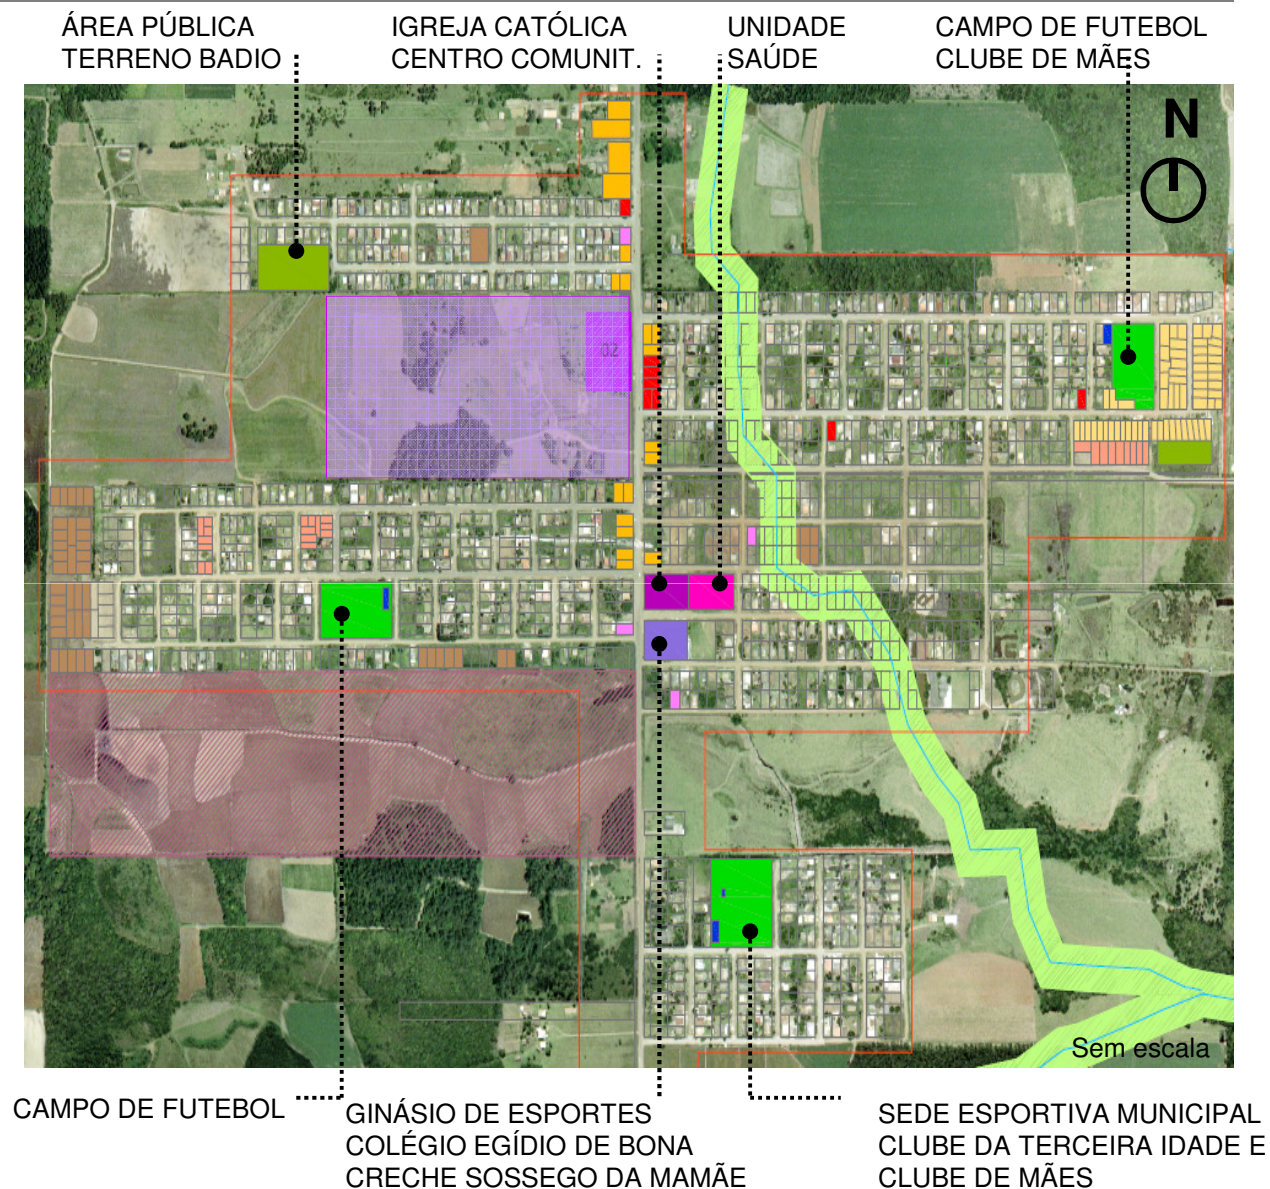 ÁREA PÚBLICA
TERRENO BADIO
IGREJA CATÓLICA
CENTRO COMUNIT.
UNIDADE
SAÚDE
CAMPO DE FUTEBOL
CLUBE DE MÃES
N
02
Sem escala
CAMPO DE FUTEBOL
GINÁSIO DE ESPORTES
COLÉGIO EGÍDIO DE BONA
CRECHE SOSSEGO DA MAMÃE
SEDE ESPORTIVA MUNICIPAL
CLUBE DA TERCEIRA IDADE E
CLUBE DE MÃES